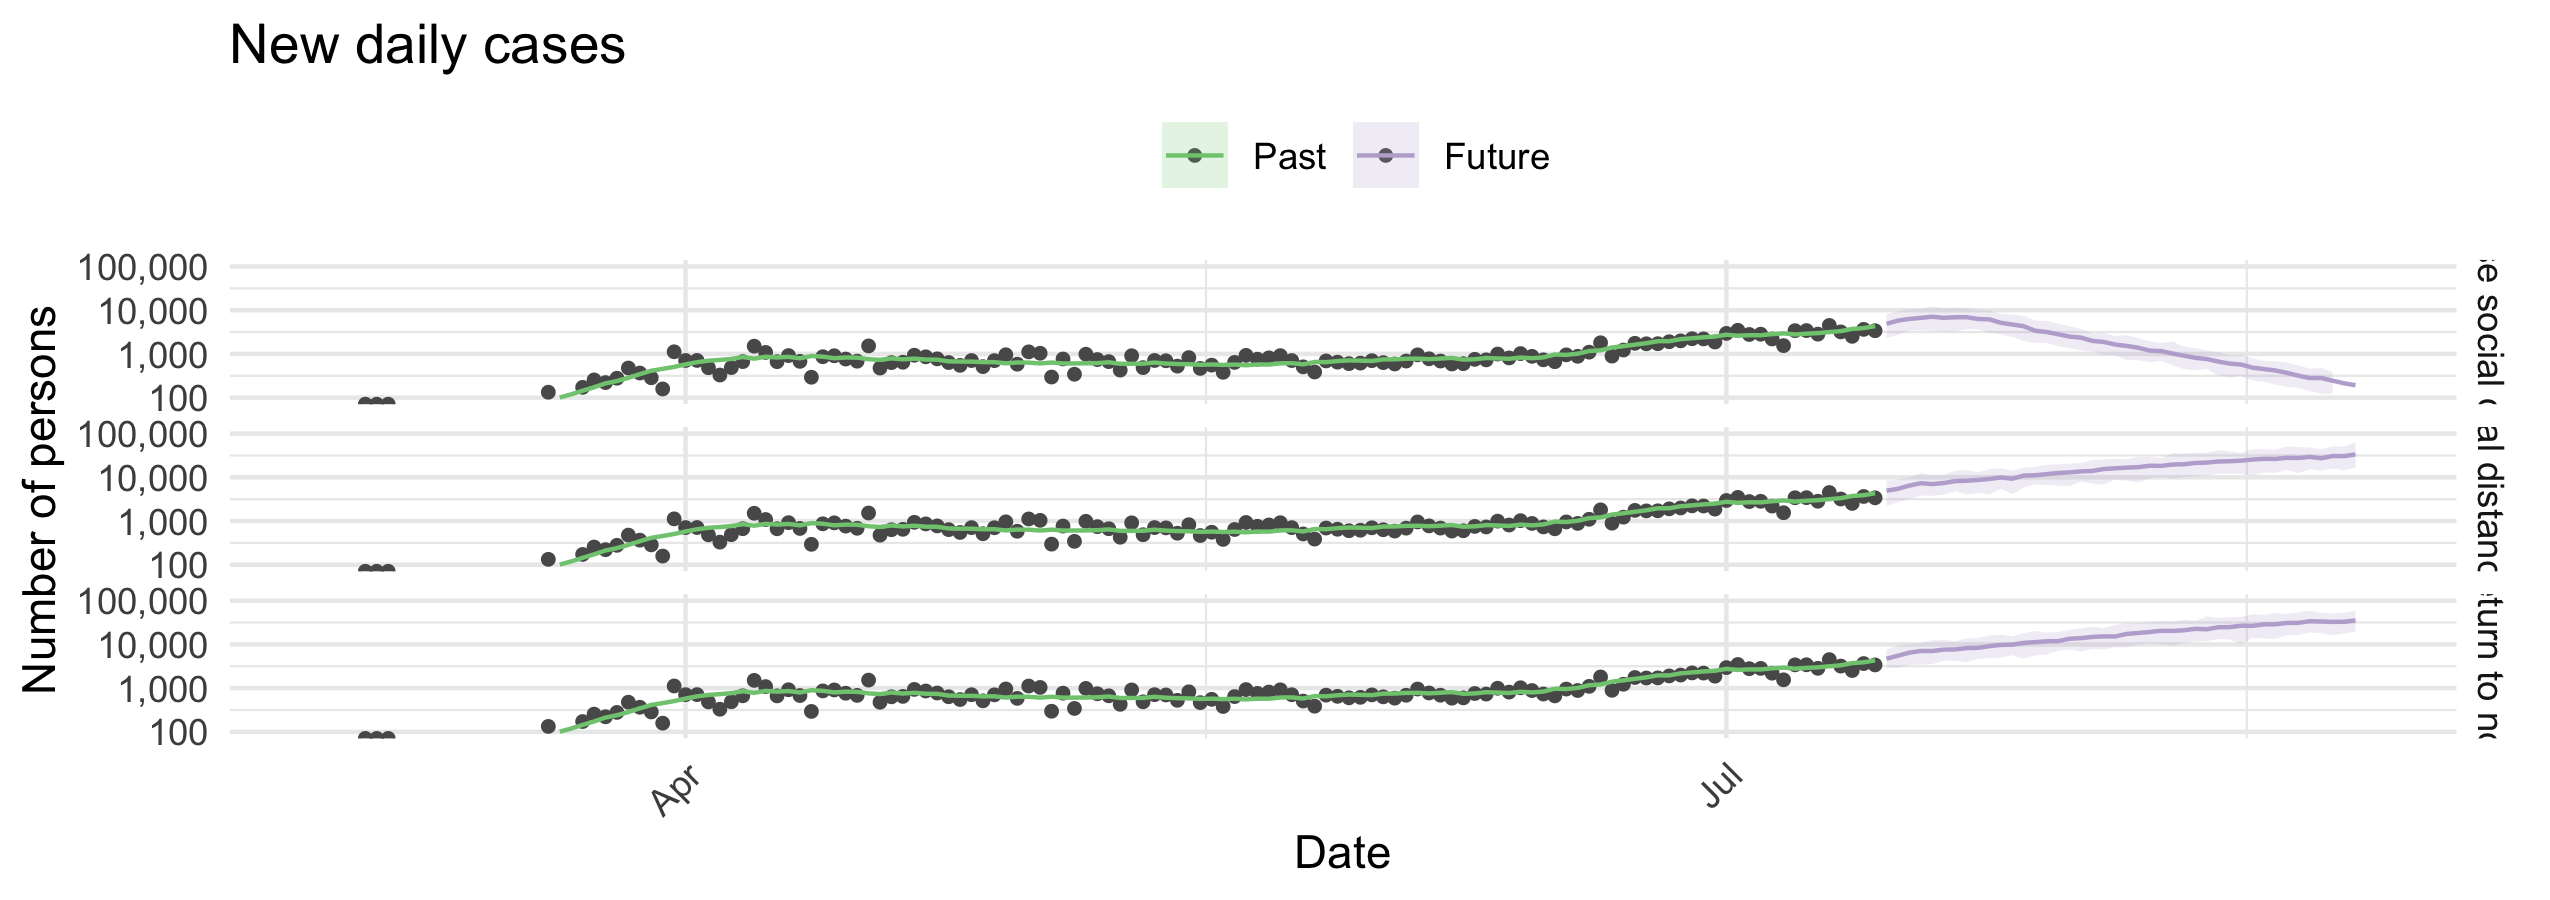 New daily cases
Past
Future
Number of persons
100,000
10,000
1,000
100
social
100,000
10,000
1,000
100
al distanc
100,000
10,000
1,000
100
turn to
Apr
Jul
Date